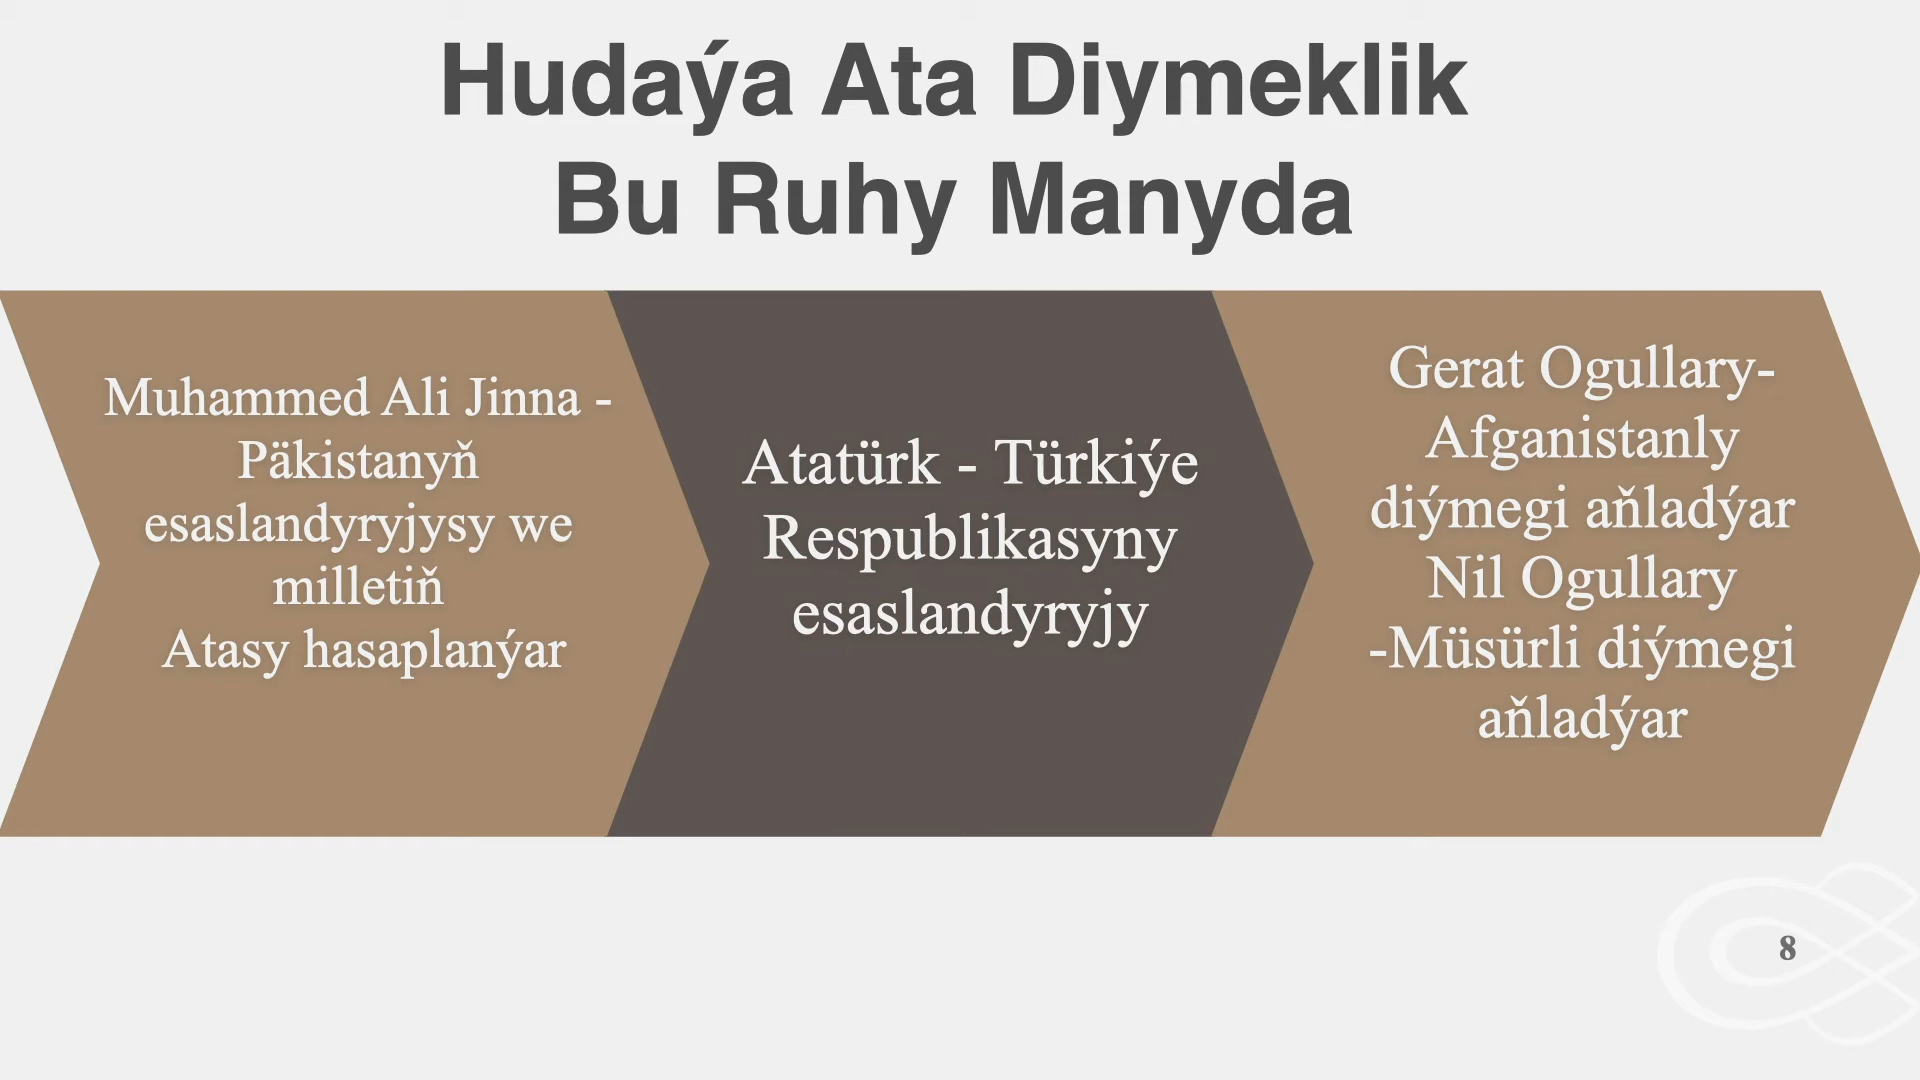 Hudaýa Ata Diymeklik
Bu Ruhy Manyda
Muhammed Ali Jinna -
Päkistanyň
esaslandyryjysy we
milletiň
Atasy hasaplanýar
Atatürk - Türkiýe
Respublikasyny
esaslandyryjy
Gerat Ogullary-
Afganistanly
diýmegi aňladýar
Nil Ogullary
-Müsürli diýmegi
aňladýar
8